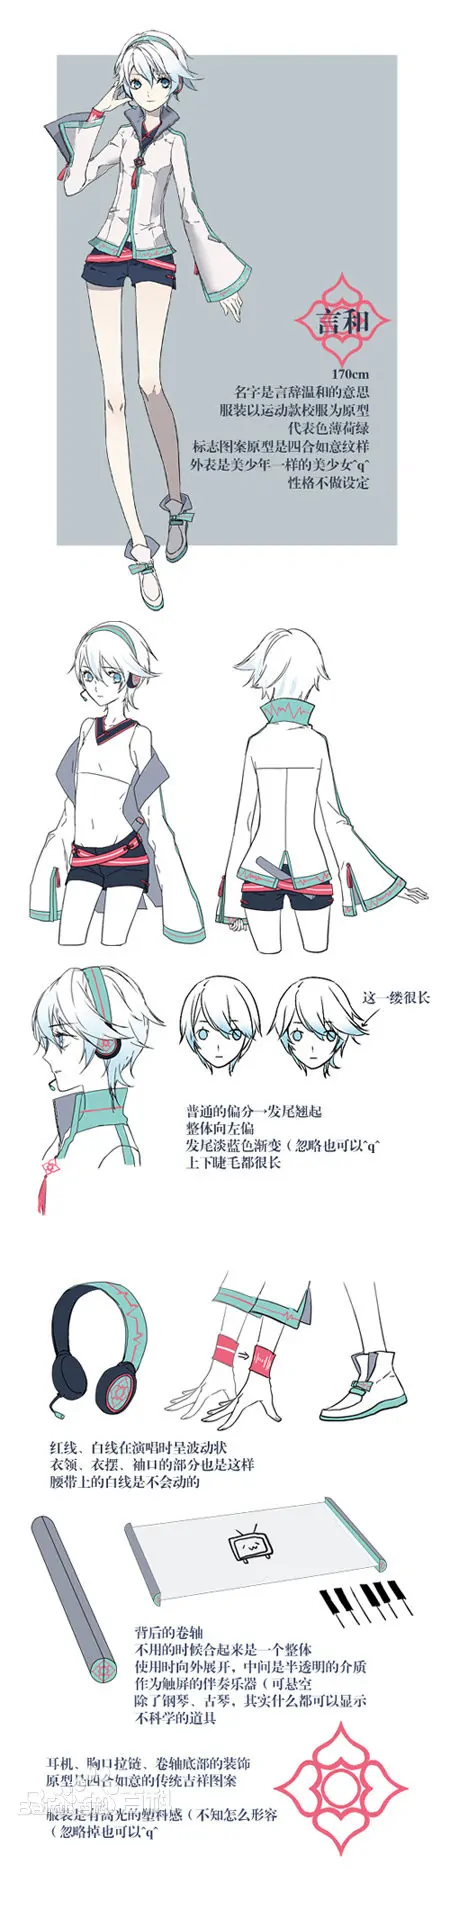 言和
170cm
名字是言辞温和的意思
服装以运动款校服为原型
代表色薄荷绿
标志图案原型是四合如意纹样
外表是美少年一样的美少女^q^
性格不做设定
这一缕很长
普通的偏分→发尾翘起
整体向左偏
发尾淡蓝色渐变（忽略也可以^q^
上下睫毛都很长
红线、白线在演唱时呈波动状
衣领、衣摆、袖口的部分也是这样
腰带上的白线是不会动的
背后的卷轴
不用的时候合起来是一个整体
使用时向外展开，中间是半透明的介质
作为触屏的伴奏乐器（可悬空
除了钢琴、古琴，其实什么都可以显示
不科学的道具
耳机、胸口拉链、卷轴底部的装饰
原型是四合如意的传统吉祥图案
Baidu百科
服装是有高光的塑料感（不知怎么形容
（忽略掉也可以^q^